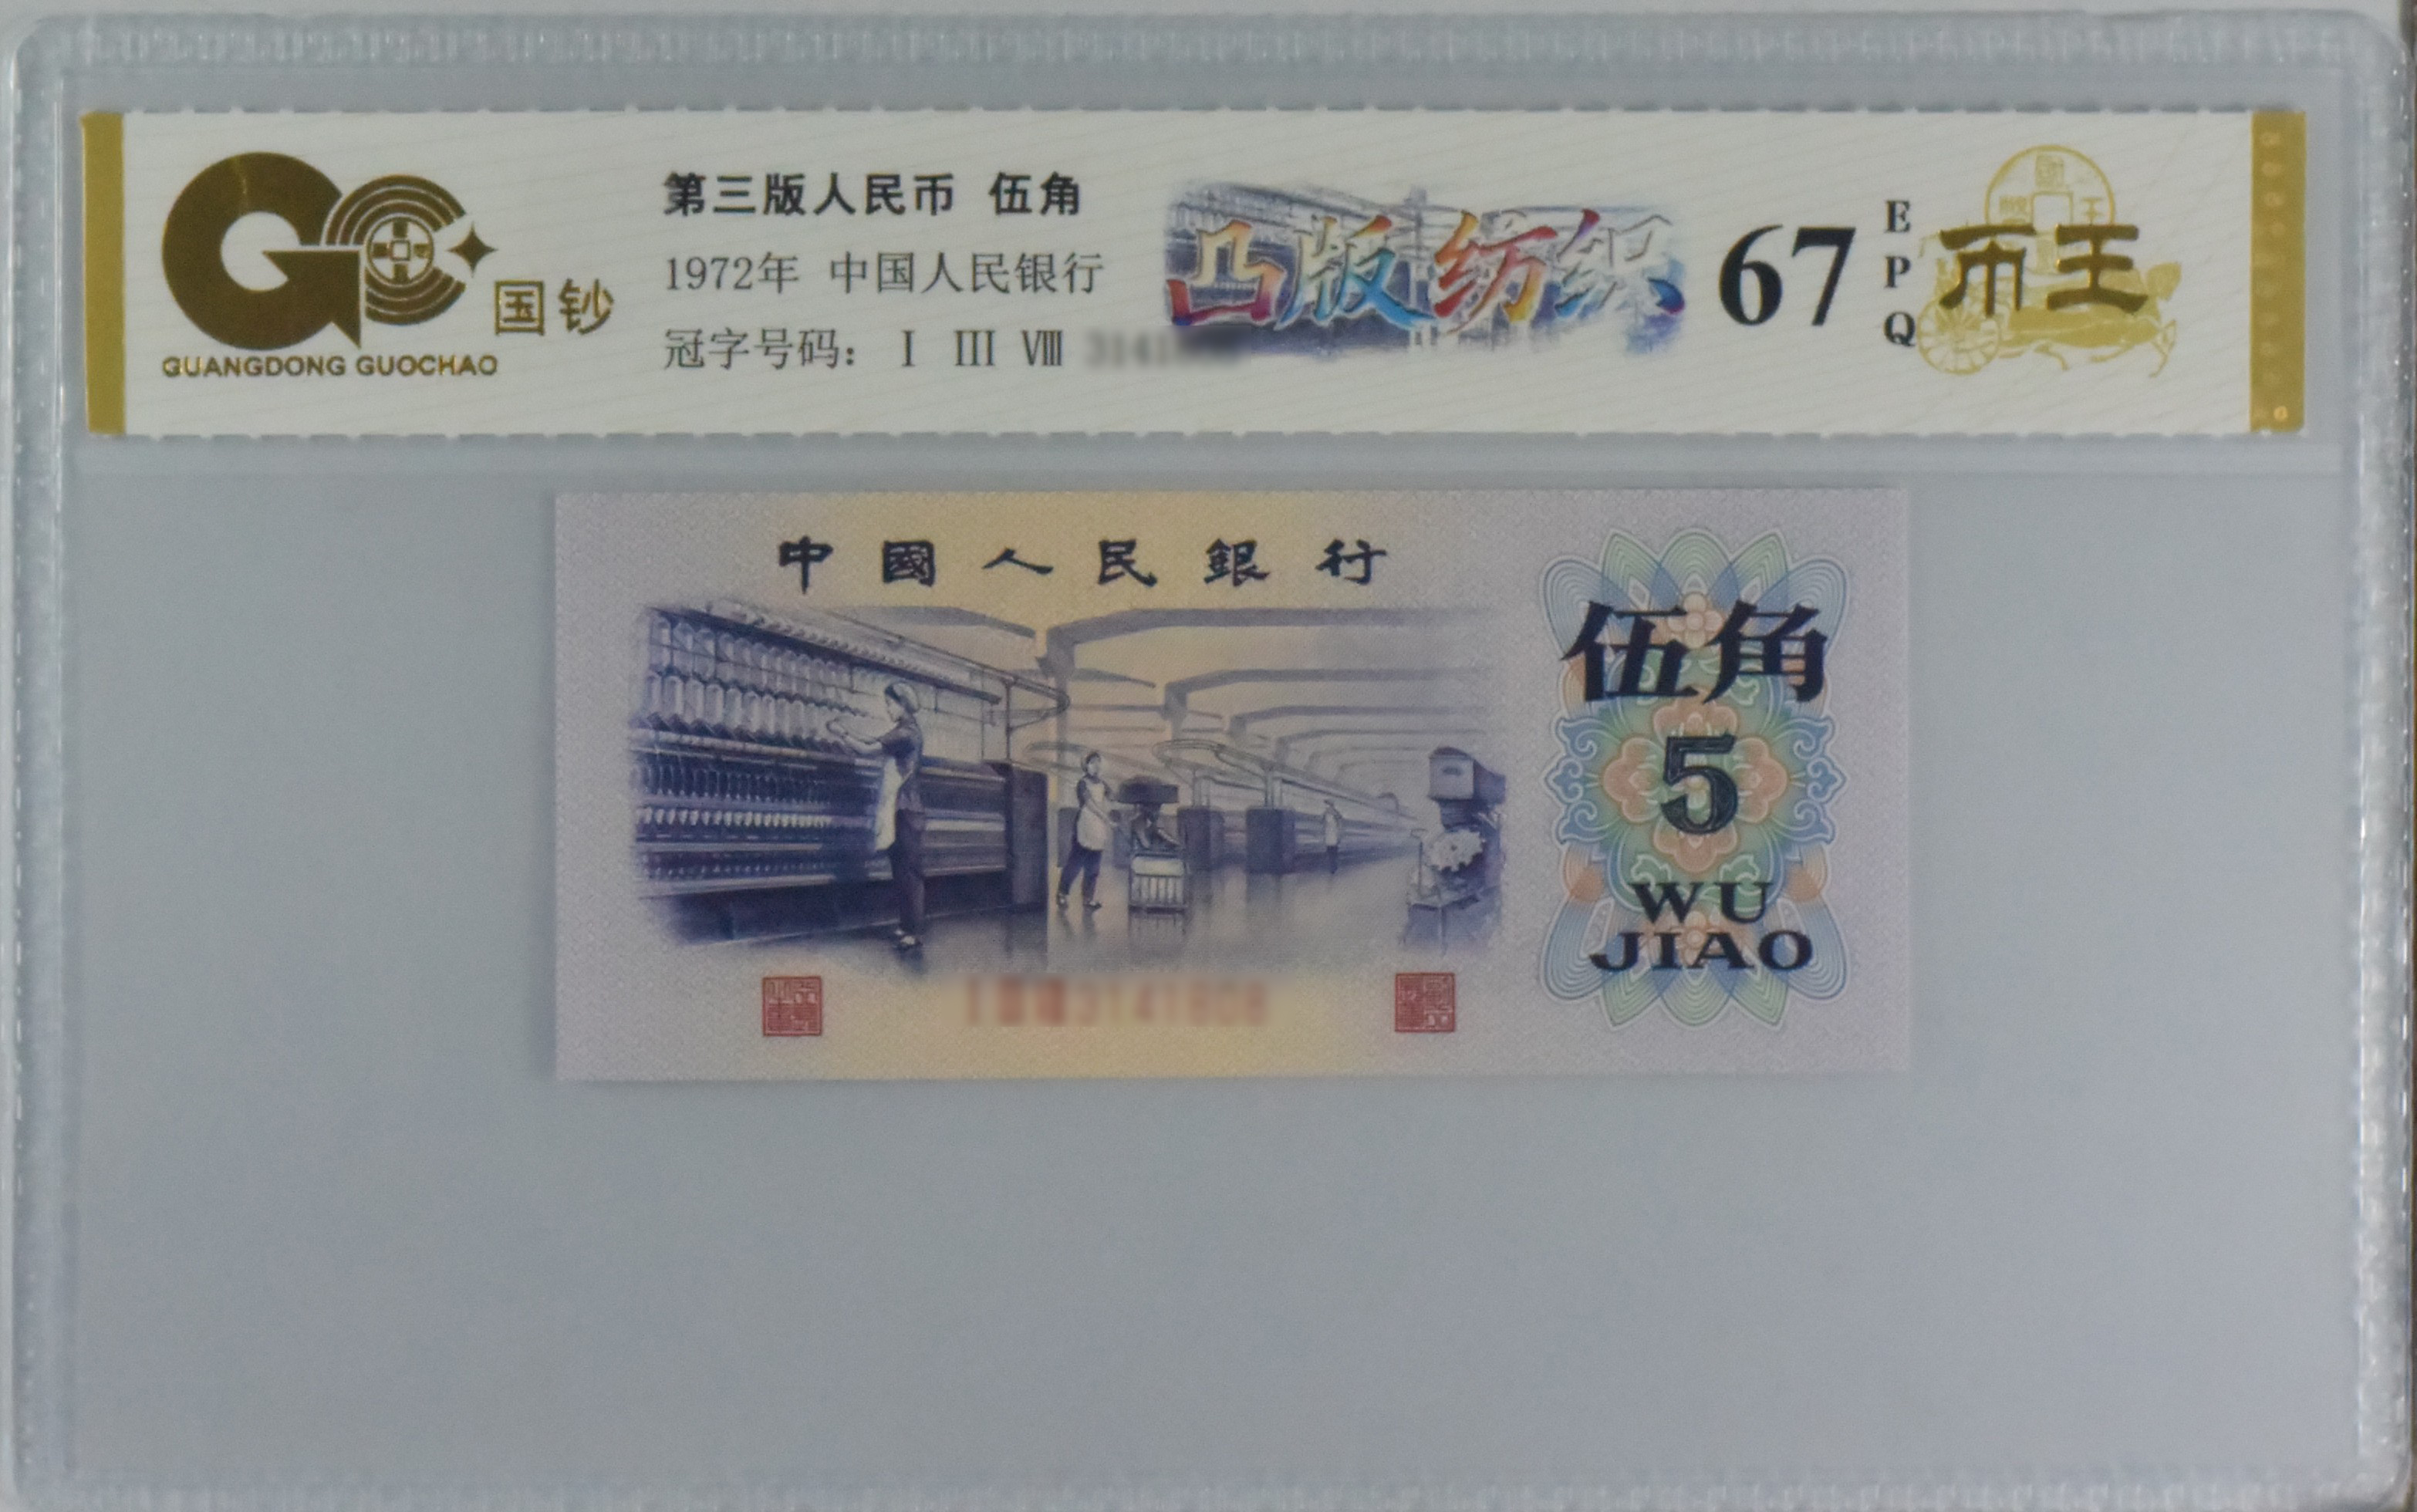 国钞
GUANGDONG GUOCHAO
第三版人民币 伍角
1972年 中国人民银行
冠字号码： I III VIII
凸版纺织
67
EPQ
币王
中國人民銀行
伍角
5
WU
JIAO